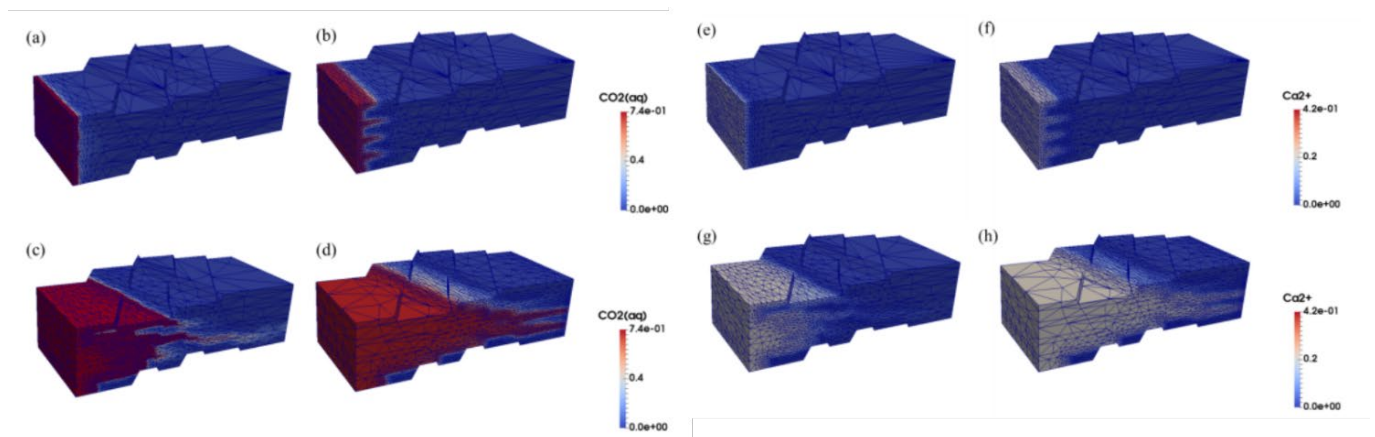 (a)
(b)
CO2(aq)
7.4e-01
0.4
0.0e+00
(c)
(d)
CO2(aq)
7.4e-01
0.4
0.0e+00
(e)
(f)
Ca2+
4.2e-01
0.2
0.0e+00
(g)
(h)
Ca2+
4.2e-01
0.2
0.0e+00